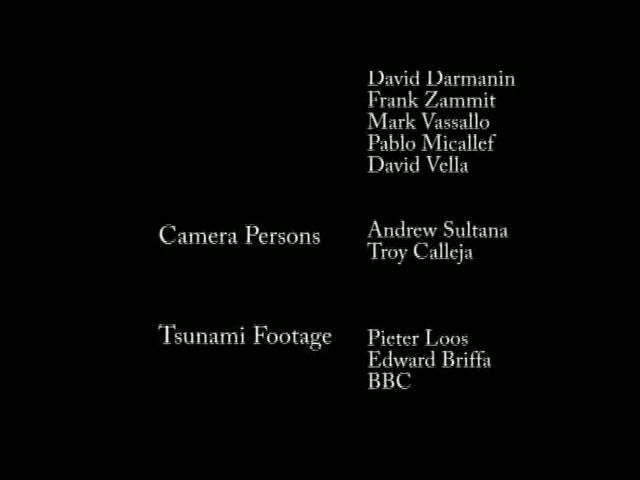 David Darmanin
Frank Zammit
Mark Vassallo
Pablo Micallef
David Vella
Camera Persons
Andrew Sultana
Troy Calleja
Tsunami Footage
Pieter Loos
Edward Briffa
BBC